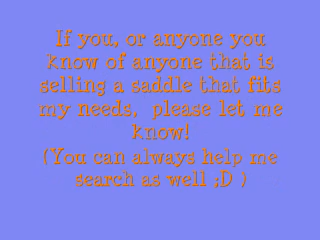 If you, or anyone you
know of anyone that is
selling a saddle that fits
my needs, please let me
know!
(You can always help me
search as well ;D )